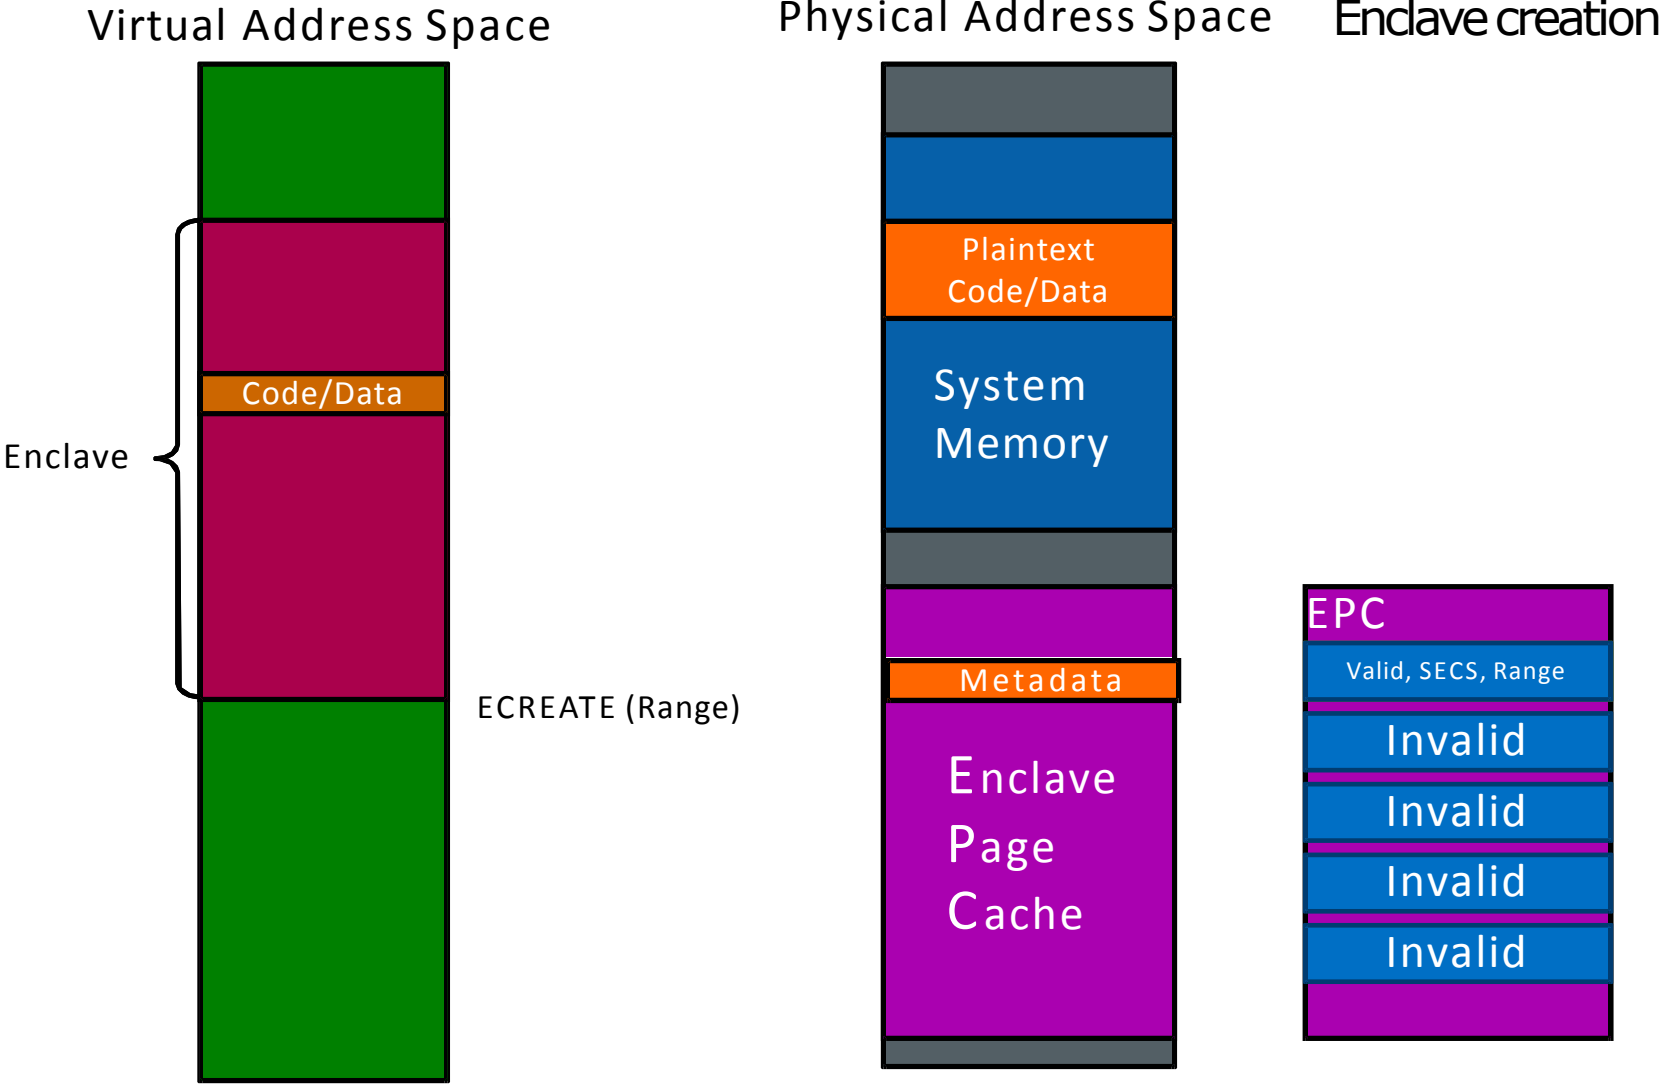 Virtual Address Space
Physical Address Space
Enclave creation
Plaintext
Code/Data
System
Memory
Code/Data
Enclave
EPC
Valid, SECS, Range
Metadata
ECREATE (Range)
Invalid
Invalid
Invalid
Invalid
Enclave
Page
Cache